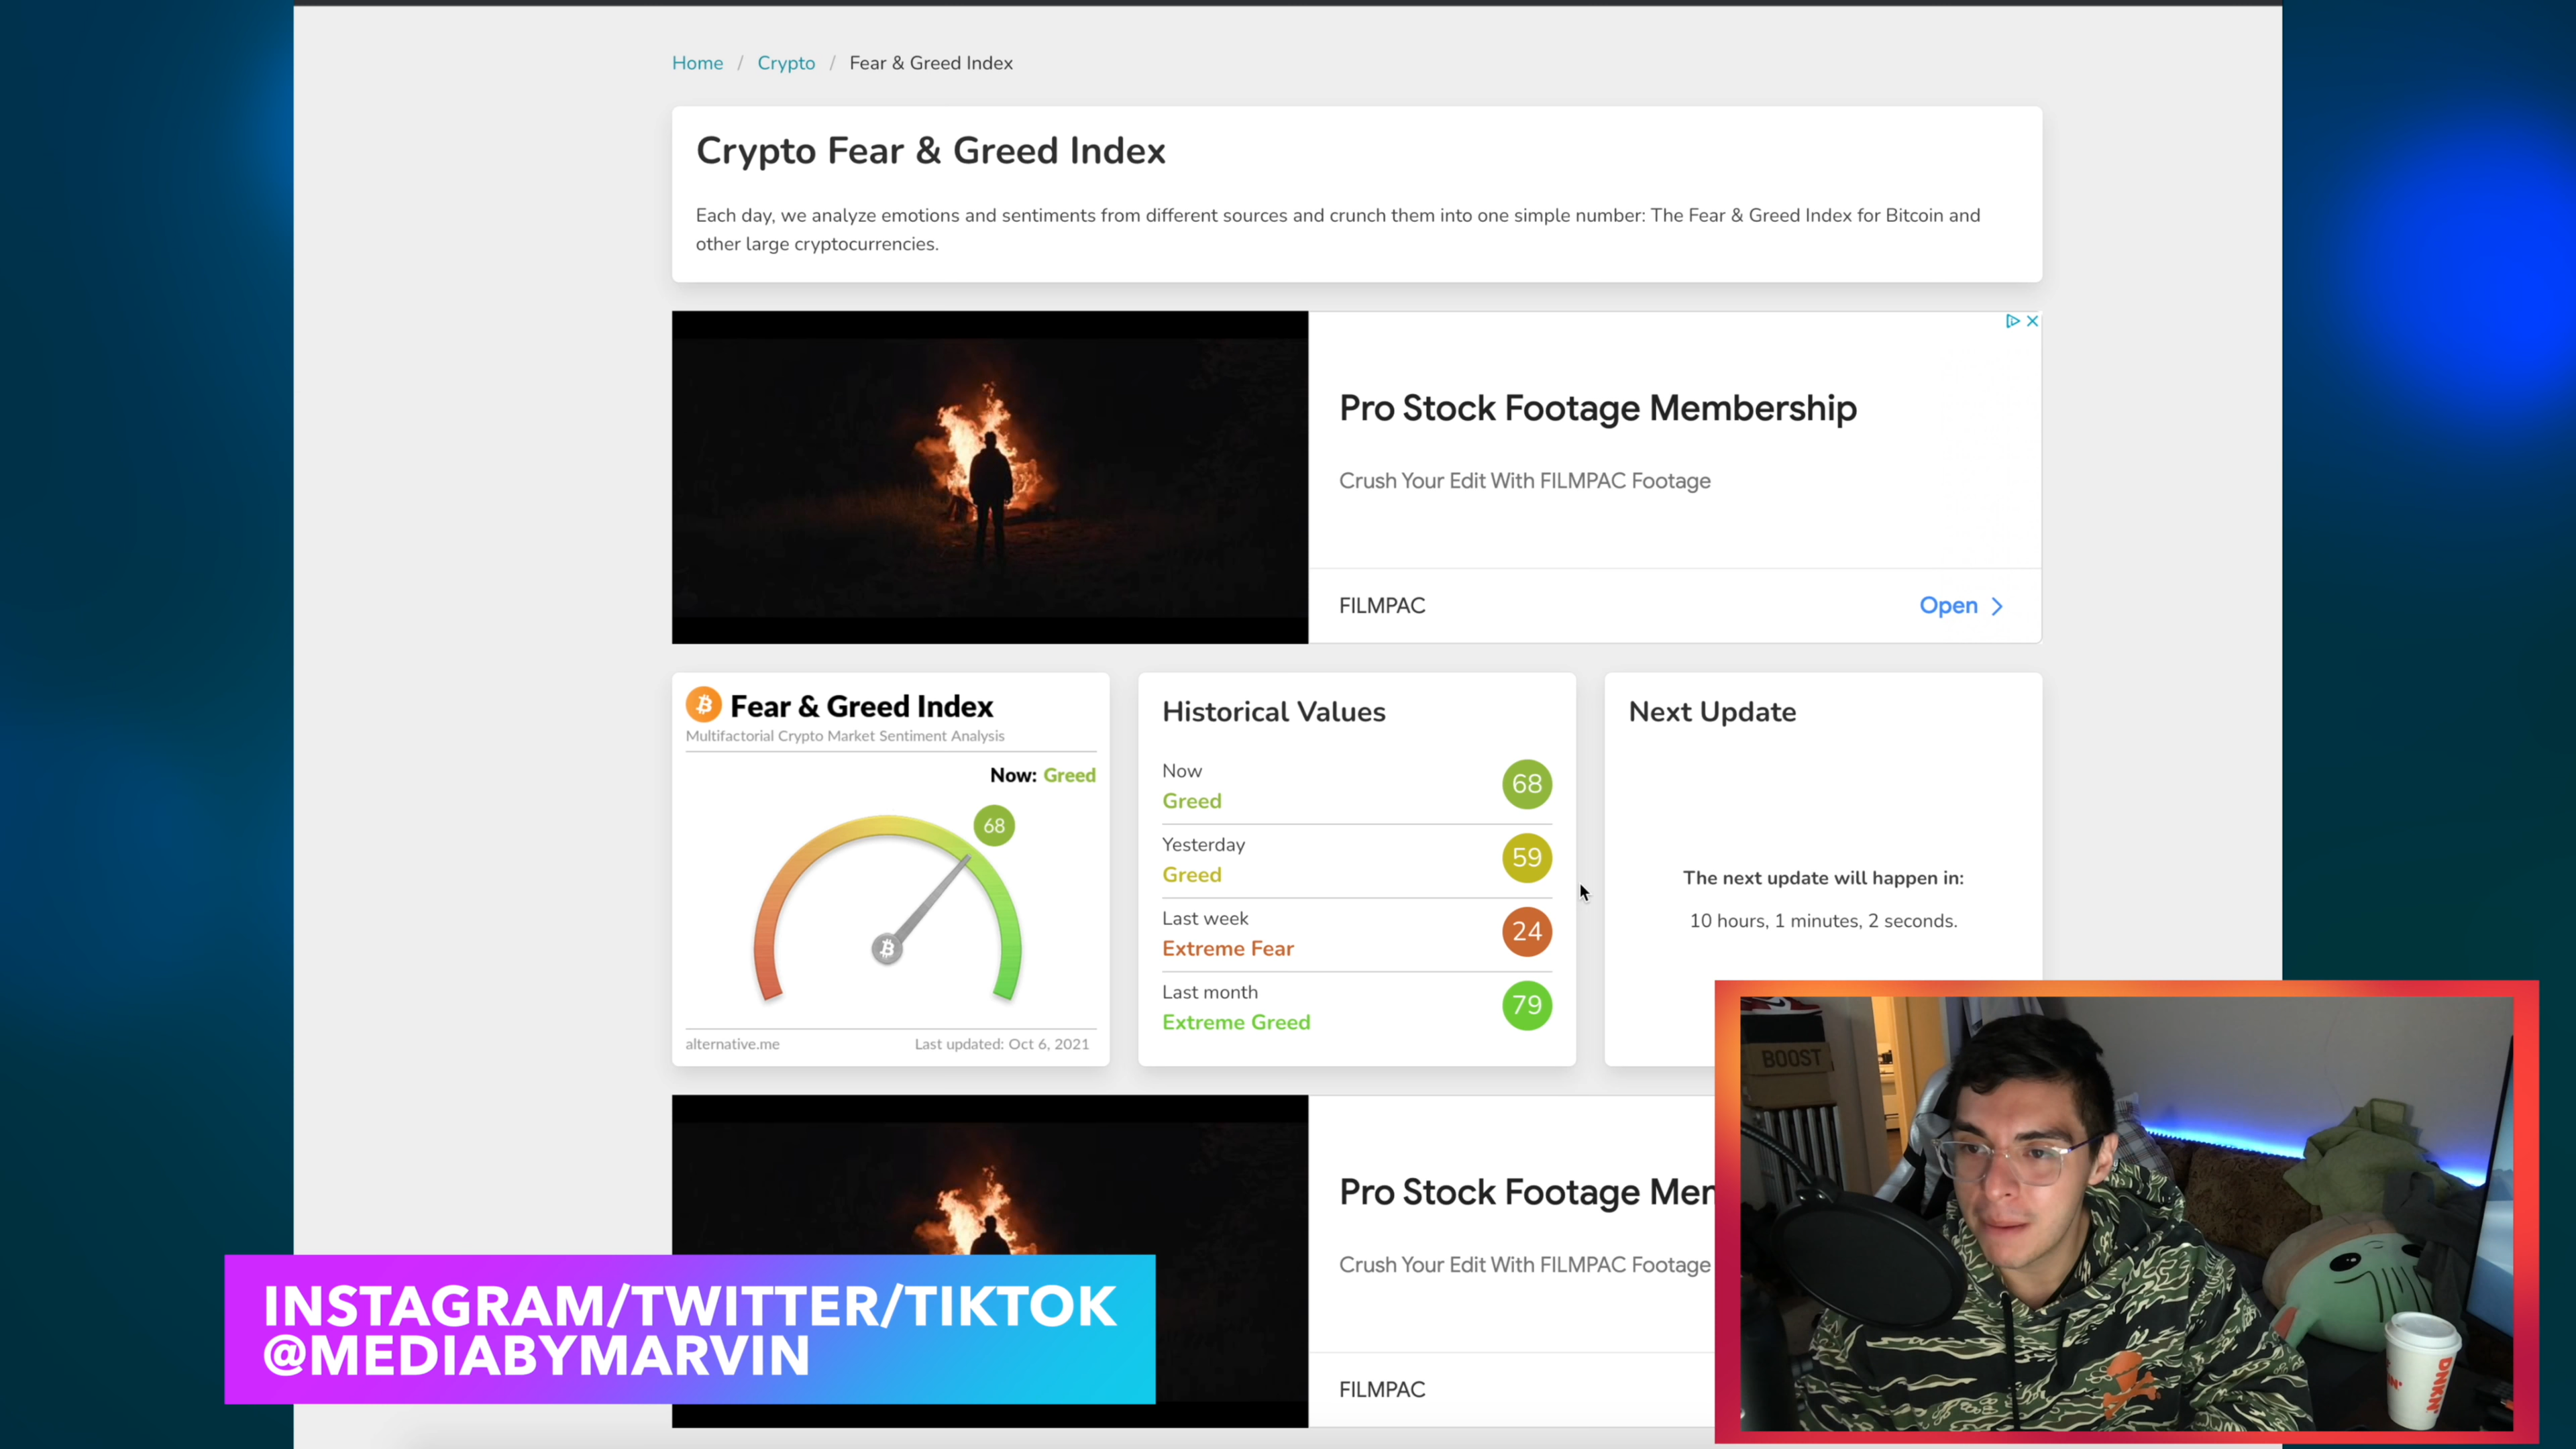 Home / Crypto / Fear & Greed Index
Crypto Fear & Greed Index
Each day, we analyze emotions and sentiments from different sources and crunch them into one simple number: The Fear & Greed Index for Bitcoin and
other large cryptocurrencies.
Pro Stock Footage Membership
Crush Your Edit With FILMPAC Footage
FILMPAC
Open
Fear & Greed Index
Multifactorial Crypto Market Sentiment Analysis
Now: Greed
68
alternative.me
Last updated: Oct 6, 2021
Historical Values
Now
Greed
68
Yesterday
Greed
59
Last week
Extreme Fear
24
Last month
Extreme Greed
79
Next Update
The next update will happen in:
10 hours, 1 minutes, 2 seconds.
Pro Stock Footage
Crush Your Edit With FILMPAC Footage
FILMPAC
INSTAGRAM/TWITTER/TIKTOK
@MEDIABYMARVIN
BOOST
DUNKIN'